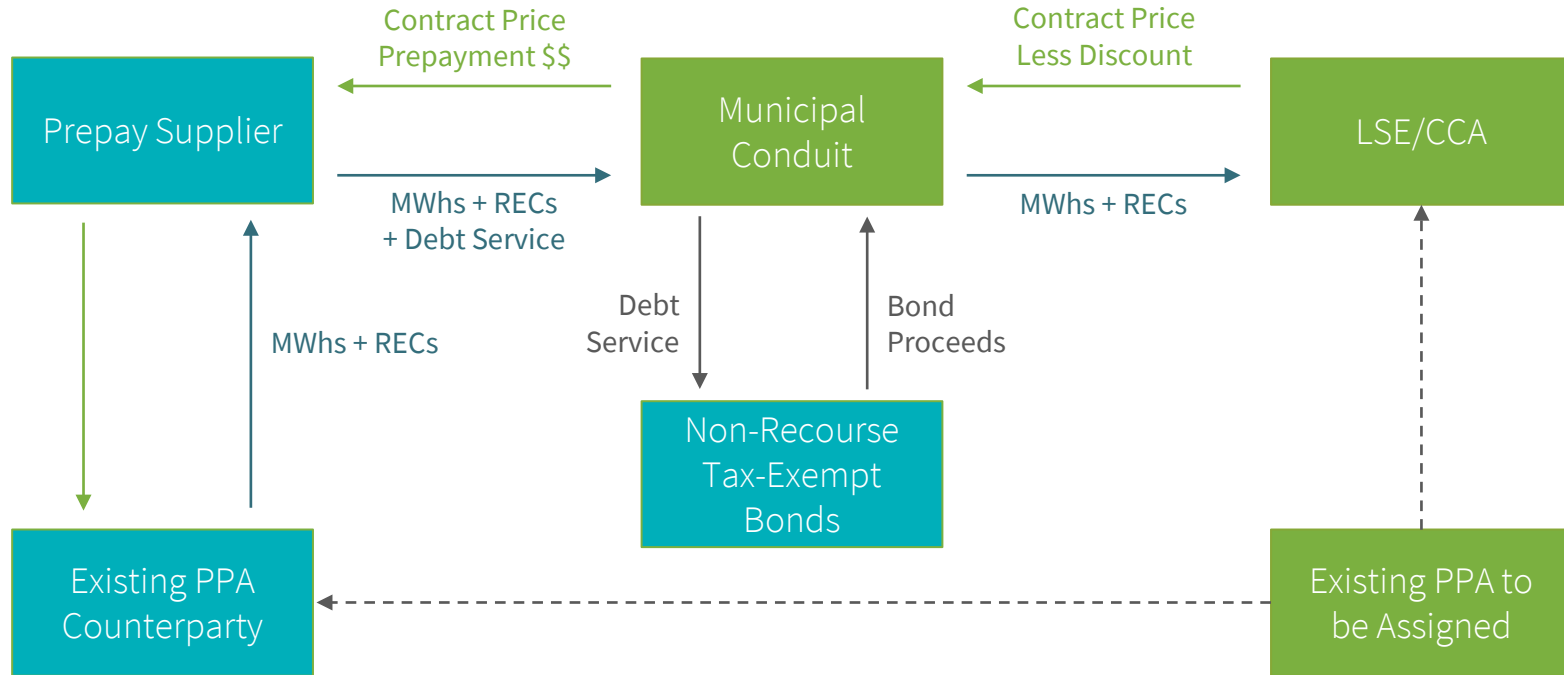 Contract Price
Prepayment $$
Contract Price
Less Discount
Prepay Supplier
Municipal
Conduit
LSE/CCA
MWhs + RECs
+ Debt Service
MWhs + RECs
Debt
Service
Bond
Proceeds
MWhs + RECs
Non-Recourse
Tax-Exempt
Bonds
Existing PPA
Counterparty
Existing PPA to
be Assigned